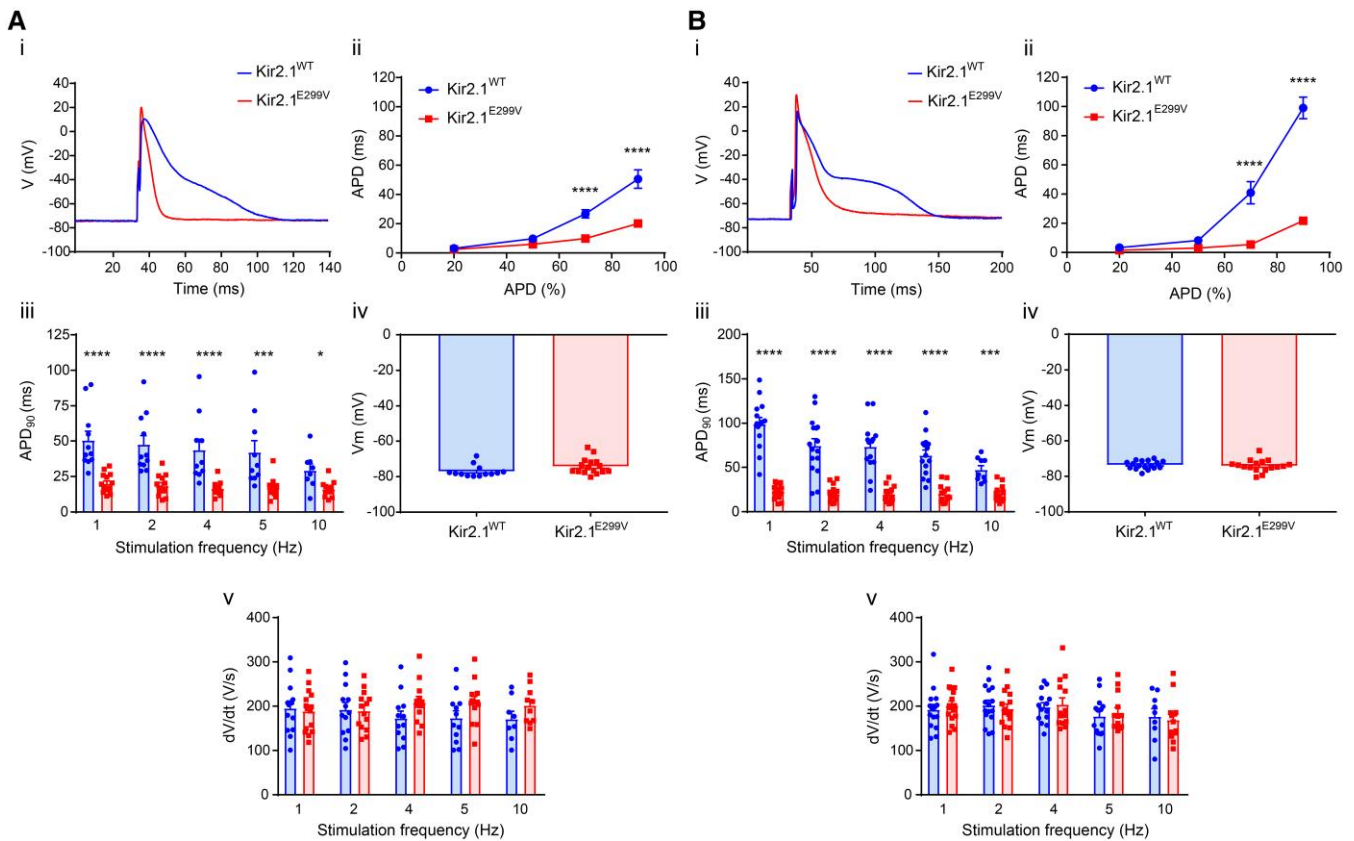 A
i
Kir2.1WT
Kir2.1E299V
40
0
-40
-60
-80
-100
V (mV)
20 40 60 80 100 120 140
Time (ms)
ii
Kir2.1WT
Kir2.1E299V
120
100
80
60
40
20
0
APD (ms)
****
****
0 20 40 60 80 100
APD (%)
iii
125
100
75
50
25
0
APD90 (ms)
**** **** **** *** *
1 2 4 5 10
Stimulation frequency (Hz)
iv
0
-20
-40
-60
-80
-100
Vm (mV)
Kir2.1WT Kir2.1E299V
v
400
300
200
100
0
dV/dt (V/s)
1 2 4 5 10
Stimulation frequency (Hz)
B
i
Kir2.1WT
Kir2.1E299V
40
0
-40
-60
-80
-100
V (mV)
50 100 150 200
Time (ms)
ii
Kir2.1WT
Kir2.1E299V
120
100
80
60
40
20
0
APD (ms)
****
****
0 20 40 60 80 100
APD (%)
iii
200
150
100
50
0
APD90 (ms)
**** **** **** **** ***
1 2 4 5 10
Stimulation frequency (Hz)
iv
0
-20
-40
-60
-80
-100
Vm (mV)
Kir2.1WT Kir2.1E299V
v
400
300
200
100
0
dV/dt (V/s)
1 2 4 5 10
Stimulation frequency (Hz)